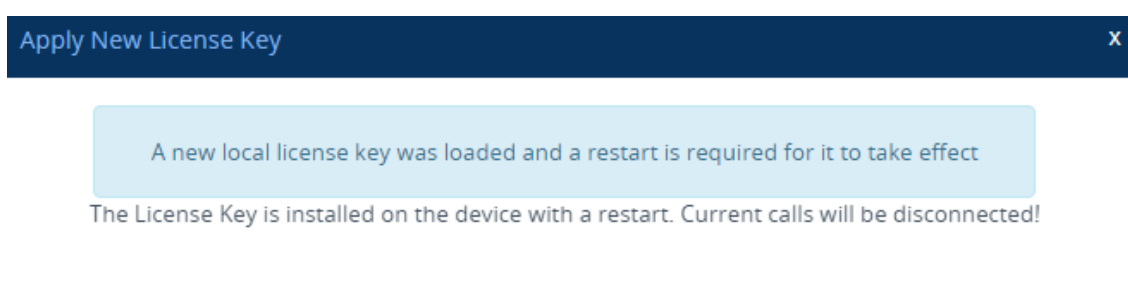 Apply New License Key
X
A new local license key was loaded and a restart is required for it to take effect
The License Key is installed on the device with a restart. Current calls will be disconnected!